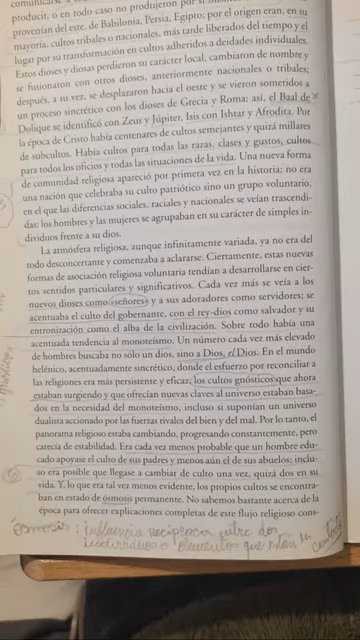 producir, o en todo caso no produjeron por sí
provenían del este, de Babilonia, Persia, Egipto; por el origen eran, en su
mayoría, cultos tribales o nacionales, más tarde liberados del tiempo y el
lugar por su transformación en cultos adheridos a deidades individuales.
Estos dioses y diosas perdieron su carácter local, cambiaron de nombre y
se fusionaron con otros dioses, anteriormente nacionales o tribales;
después, a su vez, se desplazaron hacia el oeste y se vieron sometidos a
un proceso sincrético con los dioses de Grecia y Roma: así, el Baal de
Dolique se identificó con Zeus y Júpiter, Isis con Ishtar y Afrodita. Por
la época de Cristo había centenares de cultos semejantes y quizá millares
de subcultos. Había cultos para todas las razas, clases y gustos, cultos
para todos los oficios y todas las situaciones de la vida. Una nueva forma
de comunidad religiosa apareció por primera vez en la historia; no era
una nación que celebraba su culto patriótico sino un grupo voluntario,
en el que las diferencias sociales, raciales y nacionales se veían trascendi-
das: los hombres y las mujeres se agrupaban en su carácter de simples in-
dividuos frente a su dios.
La atmósfera religiosa, aunque infinitamente variada, ya no era del
todo desconcertante y comenzaba a aclararse. Ciertamente, estas nuevas
formas de asociación religiosa voluntaria tendían a desarrollarse en cier-
tos sentidos particulares y significativos. Cada vez más se veía a los
nuevos dioses como «señores» y a sus adoradores como servidores; se
acentuaba el culto del gobernante, con el rey-dios como salvador y su
entronización como el alba de la civilización. Sobre todo había una
acentuada tendencia al monoteísmo. Un número cada vez más elevado
de hombres buscaba no sólo un dios, sino a Dios, el Dios. En el mundo
helénico, acentuadamente sincrético, donde el esfuerzo por reconciliar a
las religiones era más persistente y eficaz, los cultos gnósticos que ahora
estaban surgiendo y que ofrecían nuevas claves al universo estaban basa-
dos en la necesidad del monoteísmo, incluso si suponían un universo
dualista accionado por las fuerzas rivales del bien y del mal. Por lo tanto, el
panorama religioso estaba cambiando, progresando constantemente, pero
carecía de estabilidad. Era cada vez menos probable que un hombre edu-
cado apoyase el culto de sus padres y menos aún el de sus abuelos; inclu-
so era posible que llegase a cambiar de culto una vez, quizá dos en su
vida. Y, lo que era tal vez menos evidente, los propios cultos se encontra-
ban en estado de ósmosis permanente. No sabemos bastante acerca de la
época para ofrecer explicaciones completas de este flujo religioso cons-
Ósmosis: influencia recíproca entre dos
individuos o elementos que están en contacto